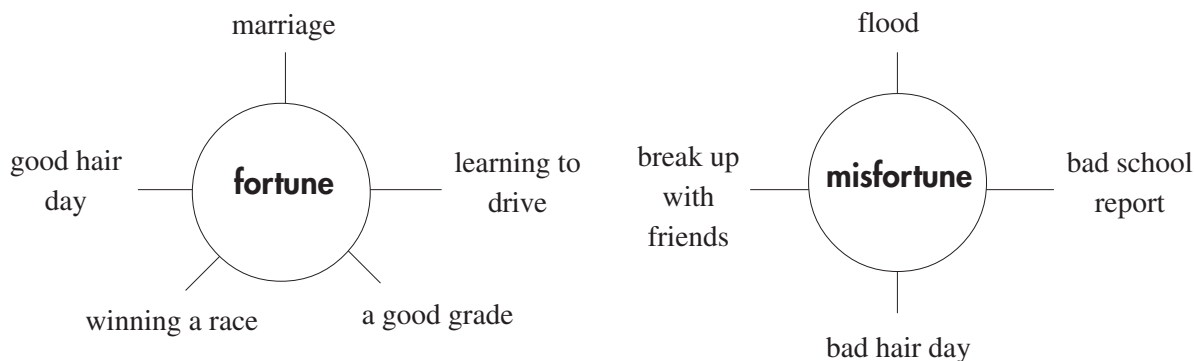 marriage
good hair
day
fortune
learning to
drive
winning a race
a good grade
flood
break up
with
friends
misfortune
bad school
report
bad hair day